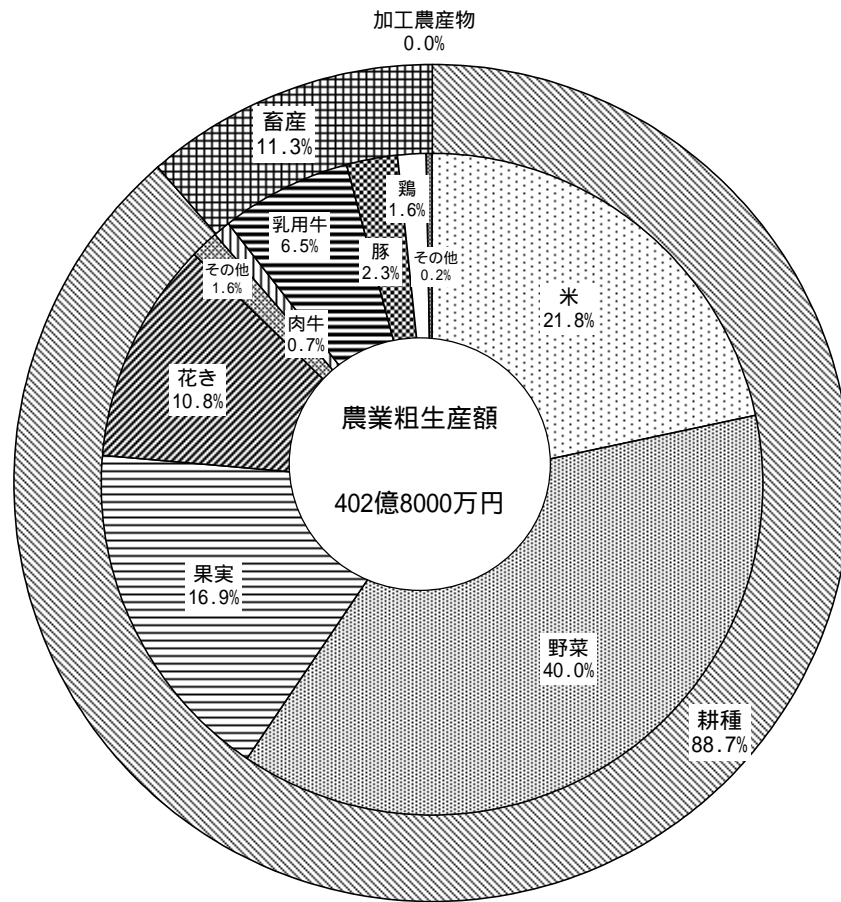 加工農産物
0.0%
畜産
11.3%
鶏
1.6%
乳用牛
6.5%
豚
2.3%
その他
0.2%
その他
1.6%
米
21.8%
肉牛
0.7%
花き
10.8%
農業粗生産額
402億8000万円
果実
16.9%
野菜
40.0%
耕種
88.7%